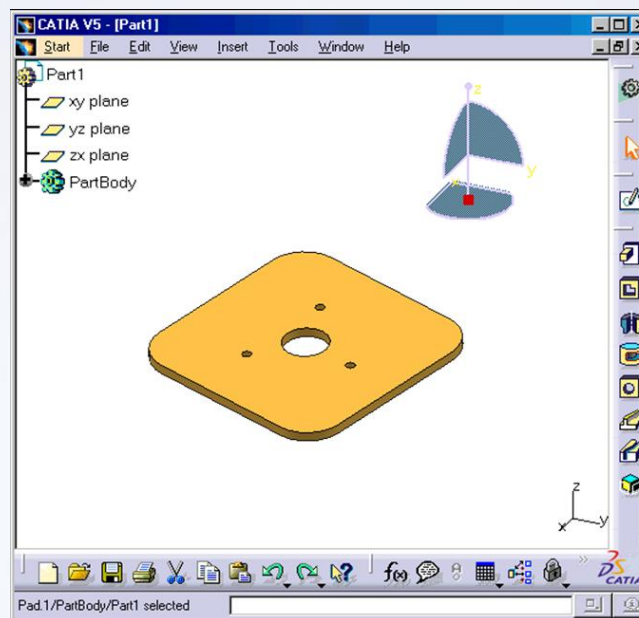 CATIA V5 - [Part1]
Start File Edit View Insert Tools Window Help
Part1
xy plane
yz plane
zx plane
PartBody
z
y
x
z
x y
f(x)
CATIA
Pad.1/PartBody/Part1 selected